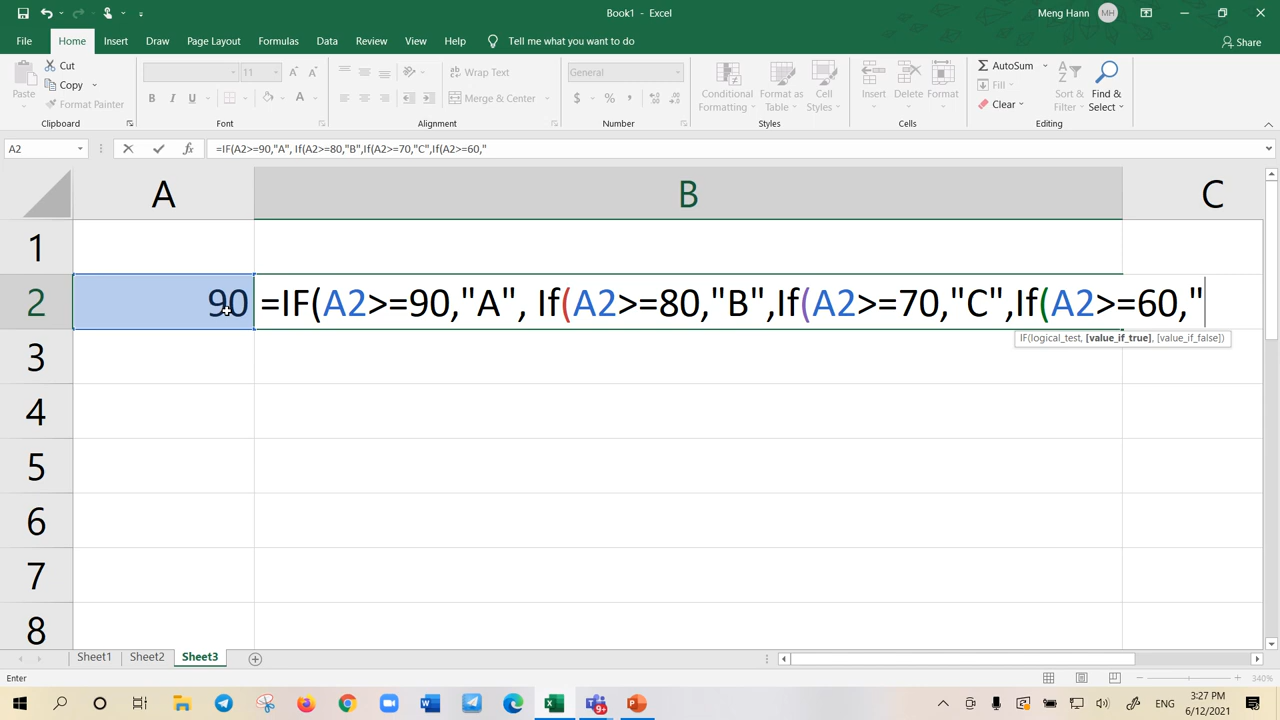 Book1 - Excel
Meng Hann MH
File Home Insert Draw Page Layout Formulas Data Review View Help Tell me what you want to do Share
Paste
Cut
Copy
Format Painter
Clipboard
11 A A
B I U A
Font
Wrap Text
Merge & Center
Alignment
General
$ % ,
Number
Conditional Formatting
Format as Table
Cell Styles
Styles
Insert
Delete
Format
Cells
AutoSum
Fill
Clear
Sort & Filter
Find & Select
Editing
A2 fx =IF(A2>=90,"A", If(A2>=80,"B",If(A2>=70,"C",If(A2>=60,"
A B C
1
2 90 =IF(A2>=90,"A", If(A2>=80,"B",If(A2>=70,"C",If(A2>=60,"
IF(logical_test, [value_if_true], [value_if_false])
3
4
5
6
7
8
Sheet1 Sheet2 Sheet3
Enter 340%
9+ ENG 3:27 PM
6/12/2021